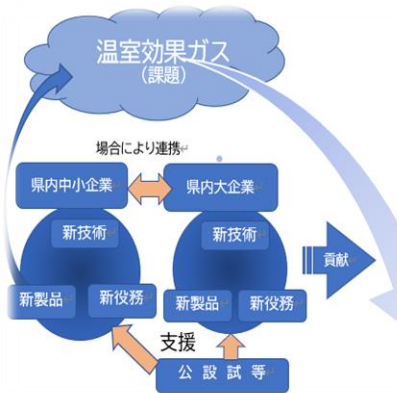 温室効果ガス
(課題)
場合により連携
県内中小企業
県内大企業
新技術
新技術
貢献
新製品
新役務
新製品
新役務
支援
公設試等